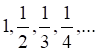 1, 1/2, 1/3, 1/4, ...